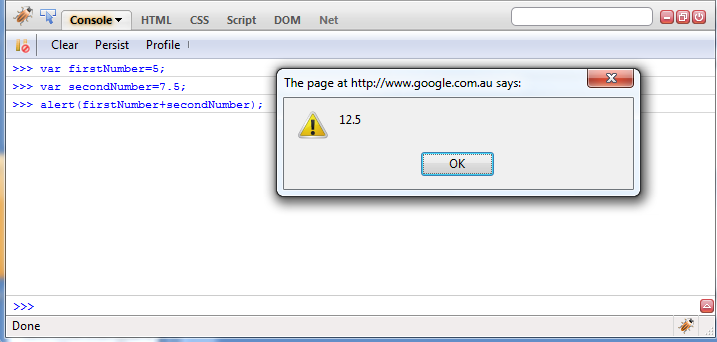 Console HTML CSS Script DOM Net
Clear Persist Profile
>>> var firstNumber=5;
>>> var secondNumber=7.5;
>>> alert(firstNumber+secondNumber);
The page at http://www.google.com.au says:
12.5
OK
>>>
Done